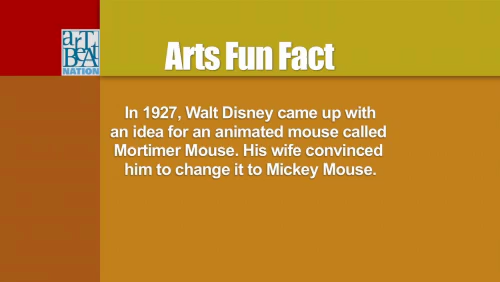 arT
BEAT
NATION
Arts Fun Fact
In 1927, Walt Disney came up with
an idea for an animated mouse called
Mortimer Mouse. His wife convinced
him to change it to Mickey Mouse.